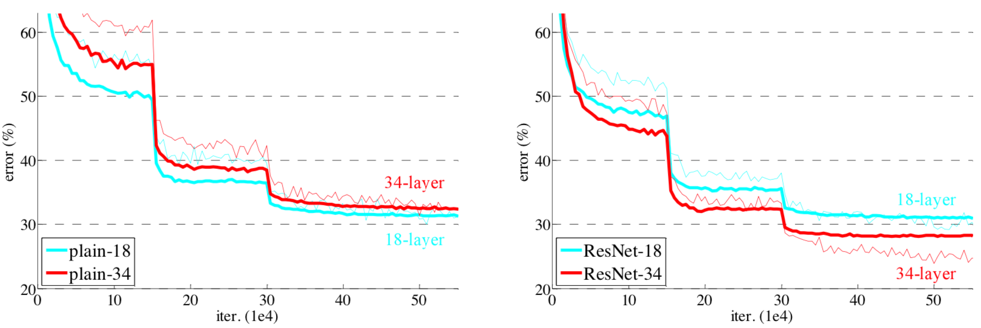 60
50
40
30
20
error (%)
0
10
20
30
40
50
iter. (1e4)
34-layer
18-layer
plain-18
plain-34
60
50
40
30
20
error (%)
0
10
20
30
40
50
iter. (1e4)
18-layer
34-layer
ResNet-18
ResNet-34